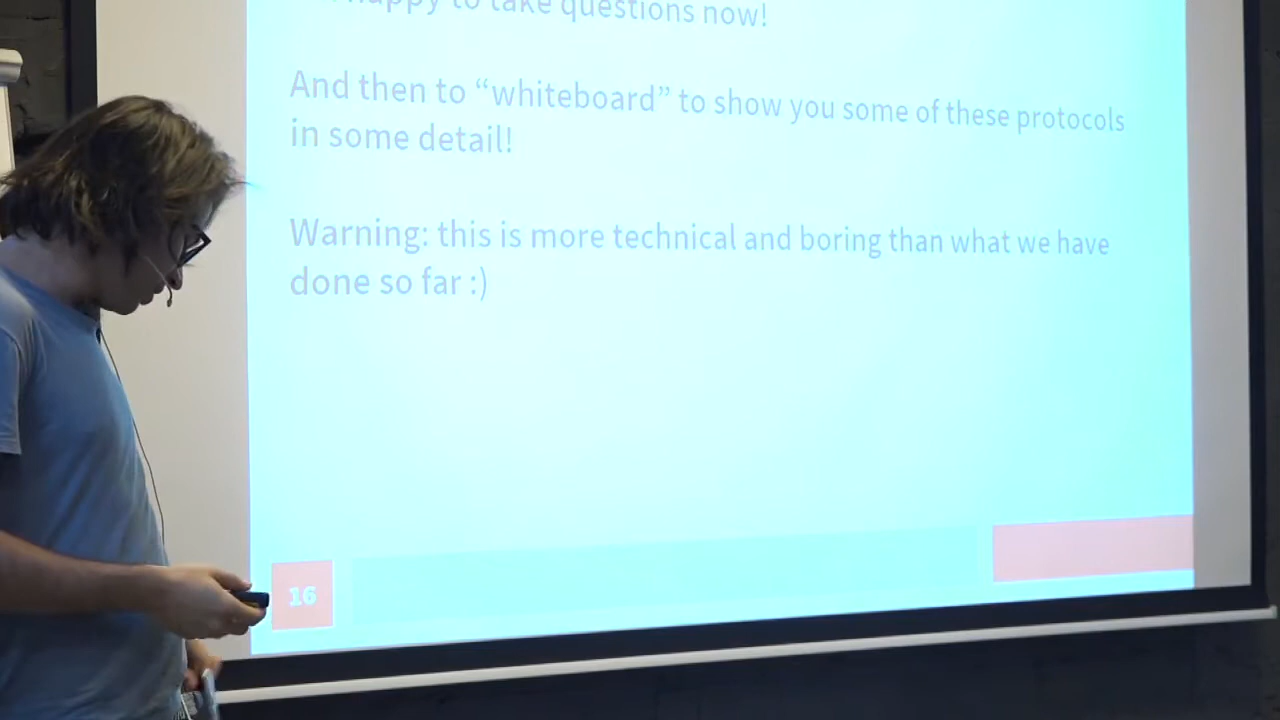 happy to take questions now!
And then to “whiteboard” to show you some of these protocols
in some detail!
Warning: this is more technical and boring than what we have
done so far :)
16